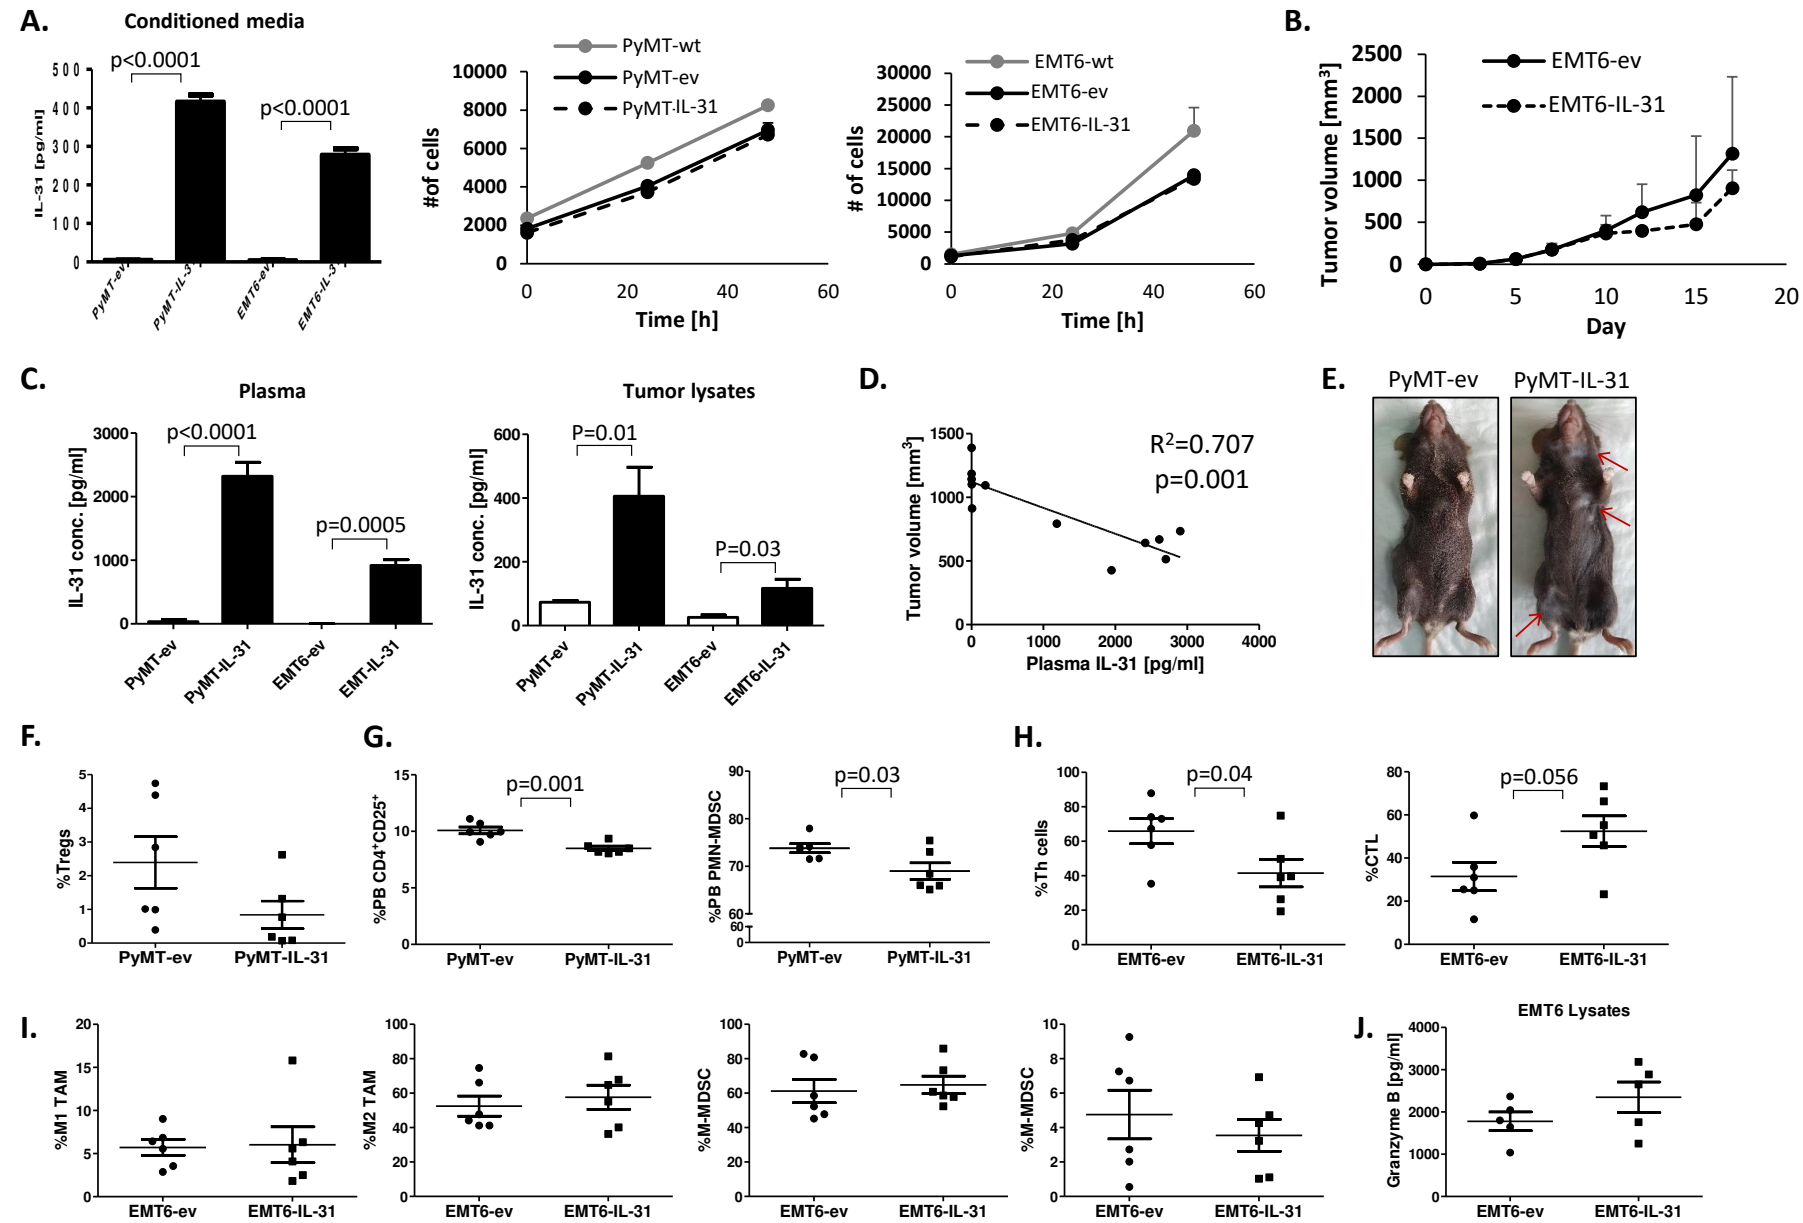 A.
Conditioned media
p<0.0001
p<0.0001
IL-31 [pg/ml]
500
400
300
200
100
0
PyMT-ev
PyMT-IL-3
EMT6-ev
EMT6-IL-3
PyMT-wt
PyMT-ev
PyMT-IL-31
#of cells
10000
8000
6000
4000
2000
0
0 20 40 60
Time [h]
EMT6-wt
EMT6-ev
EMT6-IL-31
# of cells
30000
25000
20000
15000
10000
5000
0
0 20 40 60
Time [h]
B.
EMT6-ev
EMT6-IL-31
Tumor volume [mm³]
2500
2000
1500
1000
500
0
0 5 10 15 20
Day
C.
Plasma
p<0.0001
p=0.0005
IL-31 conc. [pg/ml]
3000
2000
1000
0
PyMT-ev
PyMT-IL-31
EMT6-ev
EMT-IL-31
Tumor lysates
P=0.01
P=0.03
IL-31 conc. [pg/ml]
600
400
200
0
PyMT-ev
PyMT-IL-31
EMT6-ev
EMT6-IL-31
D.
R²=0.707
p=0.001
Tumor volume [mm³]
1500
1000
500
0
0 1000 2000 3000 4000
Plasma IL-31 [pg/ml]
E.
PyMT-ev PyMT-IL-31
F.
%Tregs
5
4
3
2
1
0
PyMT-ev PyMT-IL-31
G.
p=0.001
%PB CD4⁺CD25⁺
15
10
5
0
PyMT-ev PyMT-IL-31
p=0.03
%PB PMN-MDSC
90
80
70
60
60
0
PyMT-ev PyMT-IL-31
H.
p=0.04
%Th cells
100
80
60
40
20
0
EMT6-ev EMT6-IL-31
p=0.056
%CTL
80
60
40
20
0
EMT6-ev EMT6-IL-31
I.
%M1 TAM
20
15
10
5
0
EMT6-ev EMT6-IL-31
%M2 TAM
100
80
60
40
20
0
EMT6-ev EMT6-IL-31
%M-MDSC
100
80
60
40
20
0
EMT6-ev EMT6-IL-31
%M-MDSC
10
8
6
4
2
0
EMT6-ev EMT6-IL-31
J.
EMT6 Lysates
Granzyme B [pg/ml]
4000
3000
2000
1000
0
EMT6-ev EMT6-IL-31